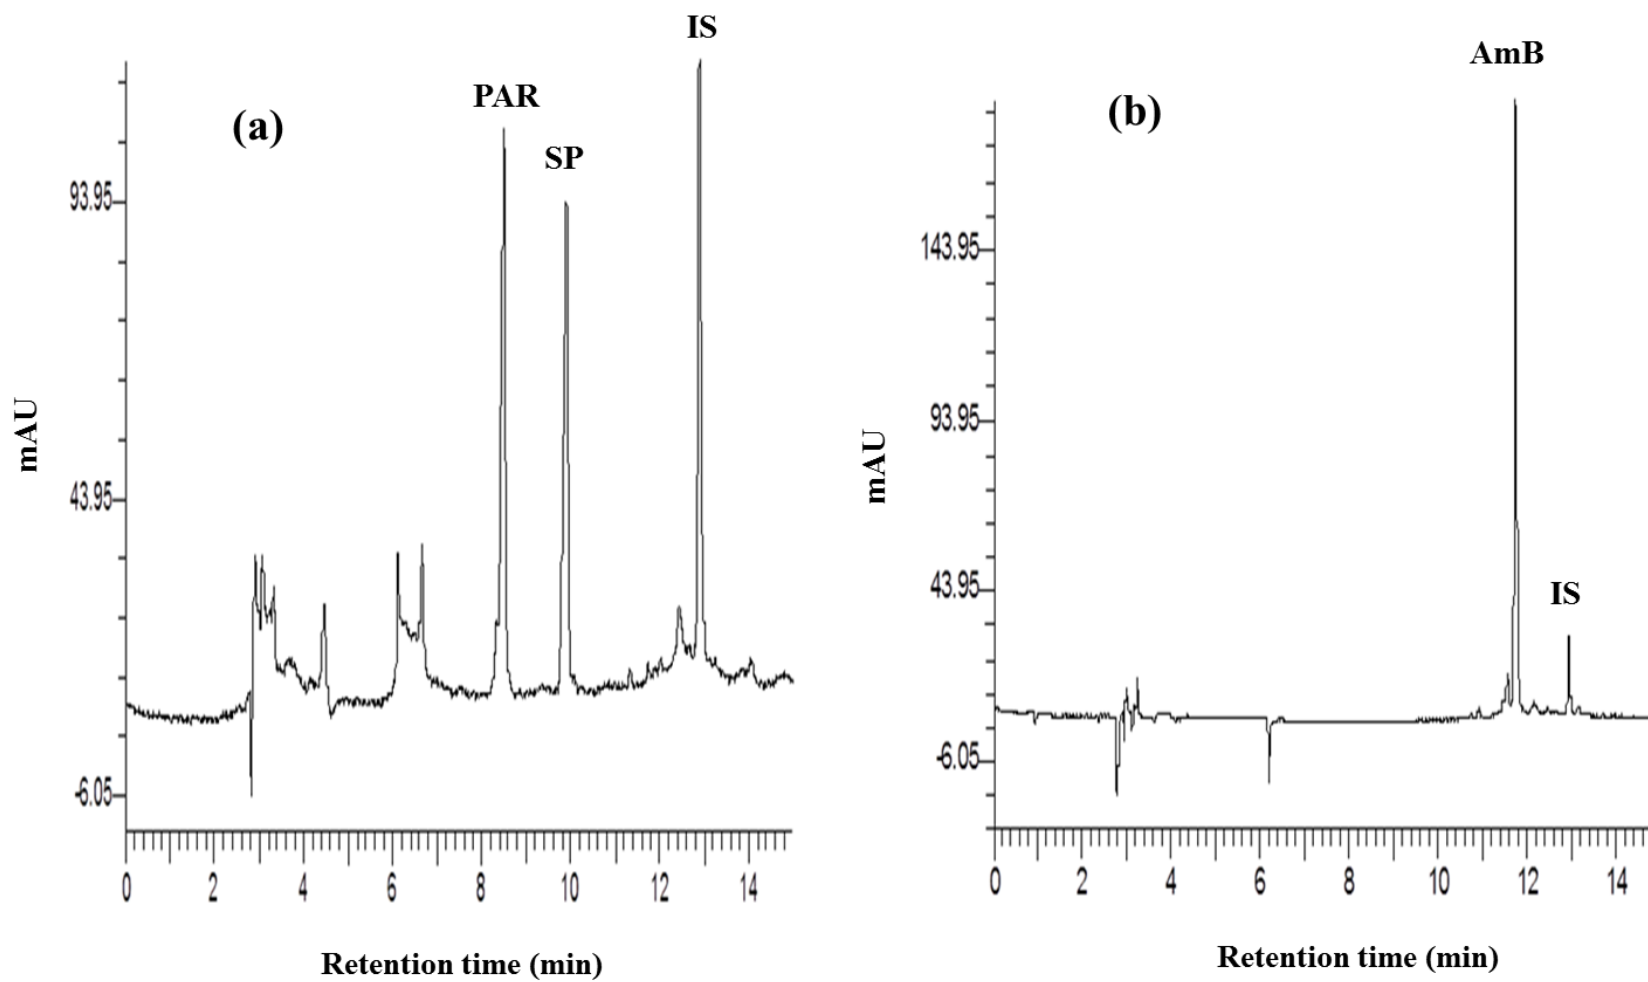 IS
PAR
(a)
SP
93.95
43.95
-6.05
mAU
0 2 4 6 8 10 12 14
Retention time (min)
AmB
(b)
143.95
93.95
43.95
IS
-6.05
mAU
0 2 4 6 8 10 12 14
Retention time (min)